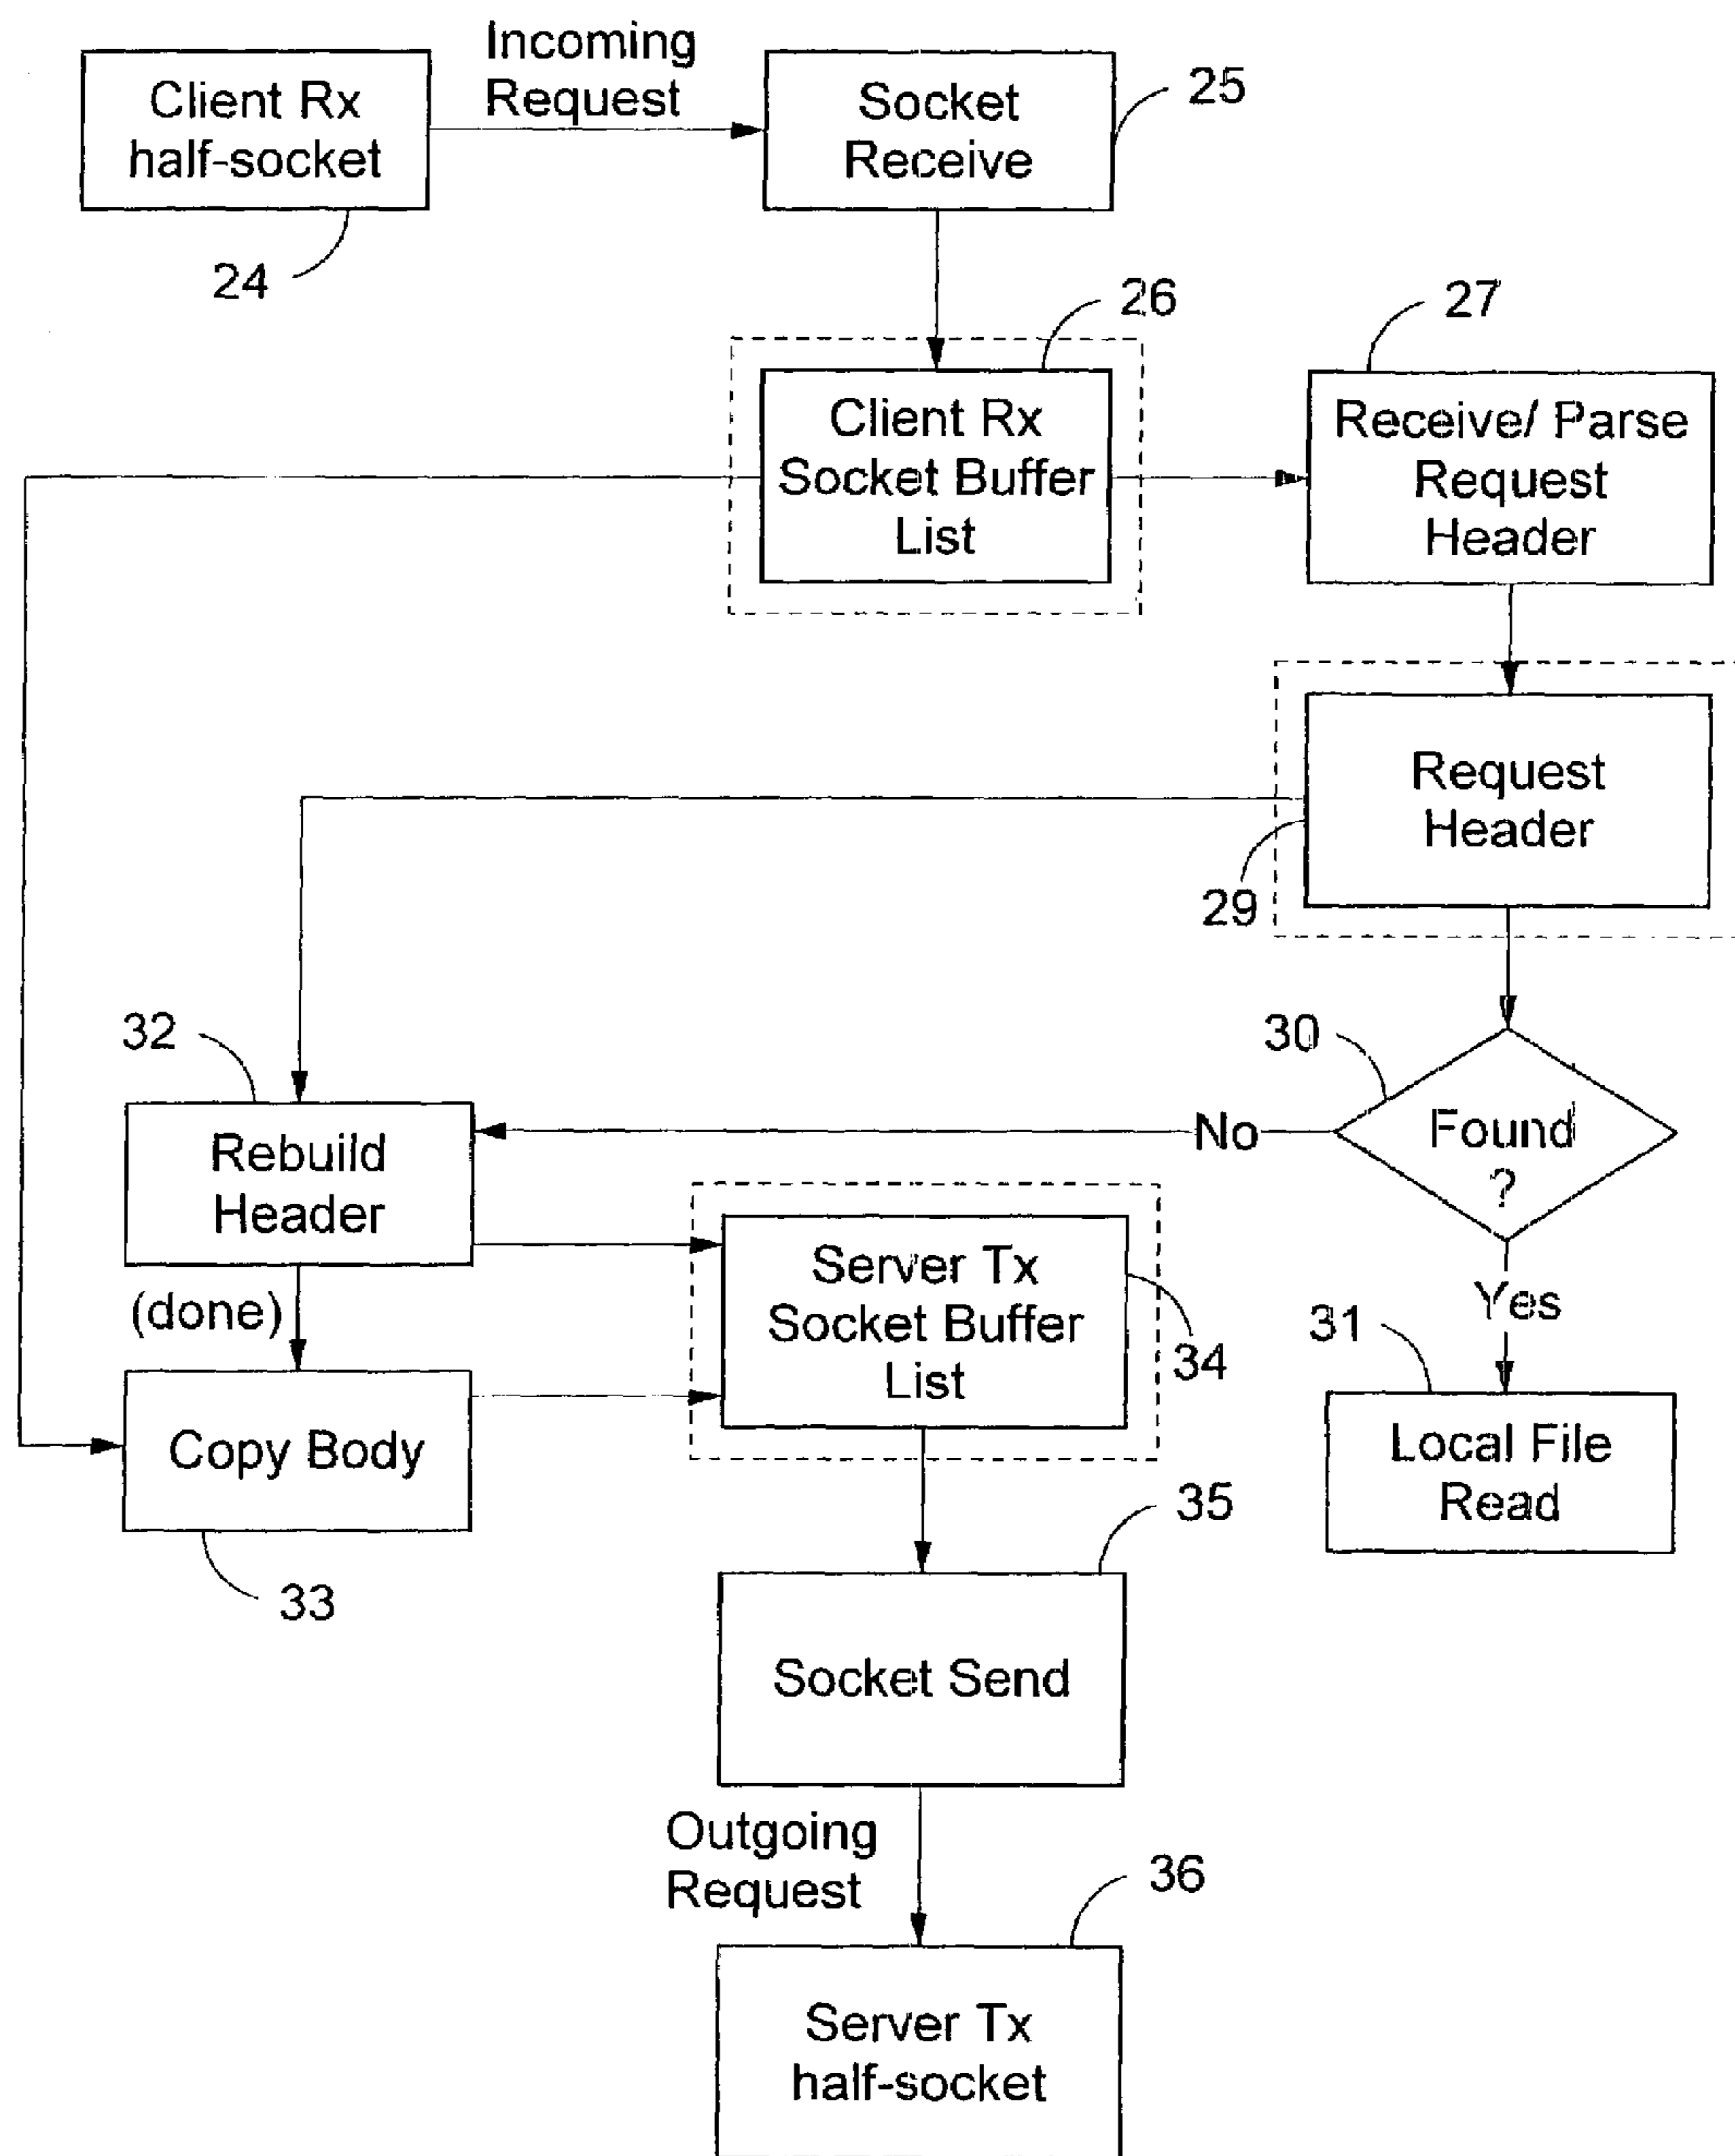 Incoming
Request
Client Rx
half-socket
Socket
Receive
25
24
26
27
Client Rx
Socket Buffer
List
Receive/ Parse
Request
Header
Request
Header
29
32
30
Rebuild
Header
No
Found
?
(done)
Server Tx
Socket Buffer
List
34
Yes
31
Copy Body
Local File
Read
33
35
Socket Send
Outgoing
Request
36
Server Tx
half-socket